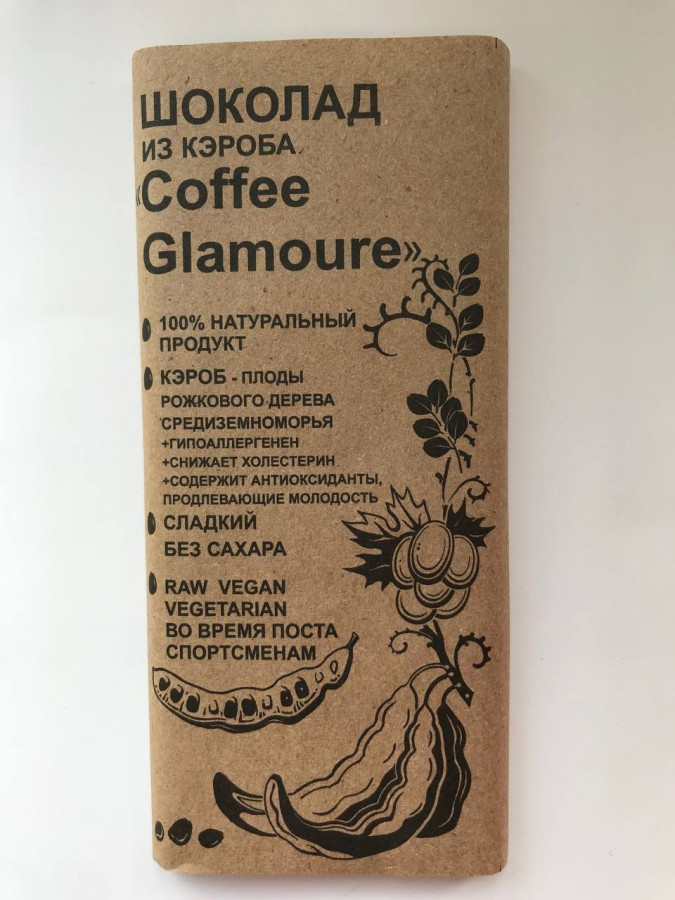 ШОКОЛАД
ИЗ КЭРОБА
«Coffee
Glamoure»
100% НАТУРАЛЬНЫЙ
ПРОДУКТ
КЭРОБ - ПЛОДЫ
РОЖКОВОГО ДЕРЕВА
СРЕДИЗЕМНОМОРЬЯ
+ГИПОАЛЛЕРГЕНЕН
+СНИЖАЕТ ХОЛЕСТЕРИН
+СОДЕРЖИТ АНТИОКСИДАНТЫ,
ПРОДЛЕВАЮЩИЕ МОЛОДОСТЬ
СЛАДКИЙ
БЕЗ САХАРА
RAW VEGAN
VEGETARIAN
ВО ВРЕМЯ ПОСТА
СПОРТСМЕНАМ